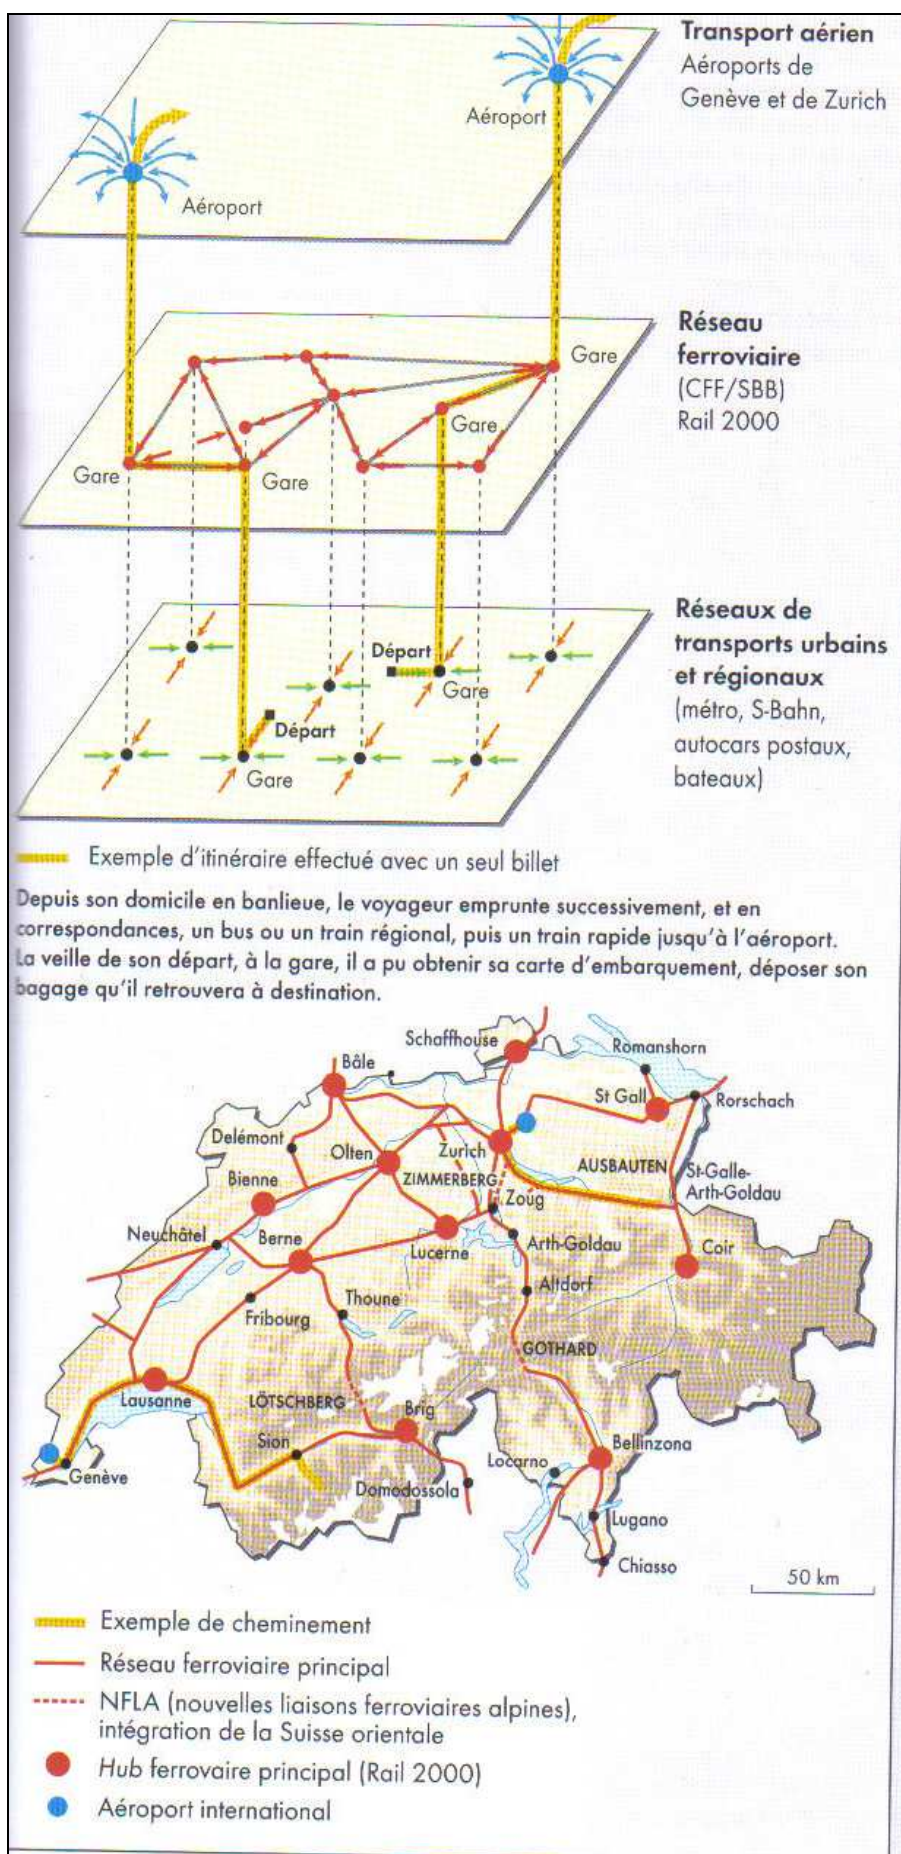 Transport aérien
Aéroports de
Genève et de Zurich
Aéroport
Aéroport
Réseau
ferroviaire
(CFF/SBB)
Rail 2000
Gare
Gare
Gare
Gare
Réseaux de
transports urbains
et régionaux
(métro, S-Bahn,
autocars postaux,
bateaux)
Départ
Gare
Départ
Gare
Exemple d'itinéraire effectué avec un seul billet
Depuis son domicile en banlieue, le voyageur emprunte successivement, et en
correspondances, un bus ou un train régional, puis un train rapide jusqu'à l'aéroport.
La veille de son départ, à la gare, il a pu obtenir sa carte d'embarquement, déposer son
bagage qu'il retrouvera à destination.
Schaffhouse
Romanshorn
Bâle
St Gall
Rorschach
Delémont
Olten
Zurich
AUSBAUTEN
St-Galle-
Arth-Goldau
ZIMMERBERG
Bienne
Zoug
Neuchâtel
Berne
Lucerne
Arth-Goldau
Coir
Altdorf
Thoune
Fribourg
GOTHARD
Lausanne
LÖTSCHBERG
Brig
Sion
Bellinzona
Locarno
Genève
Domodossola
Lugano
Chiasso
50 km
Exemple de cheminement
Réseau ferroviaire principal
NFLA (nouvelles liaisons ferroviaires alpines),
intégration de la Suisse orientale
Hub ferrovaire principal (Rail 2000)
Aéroport international